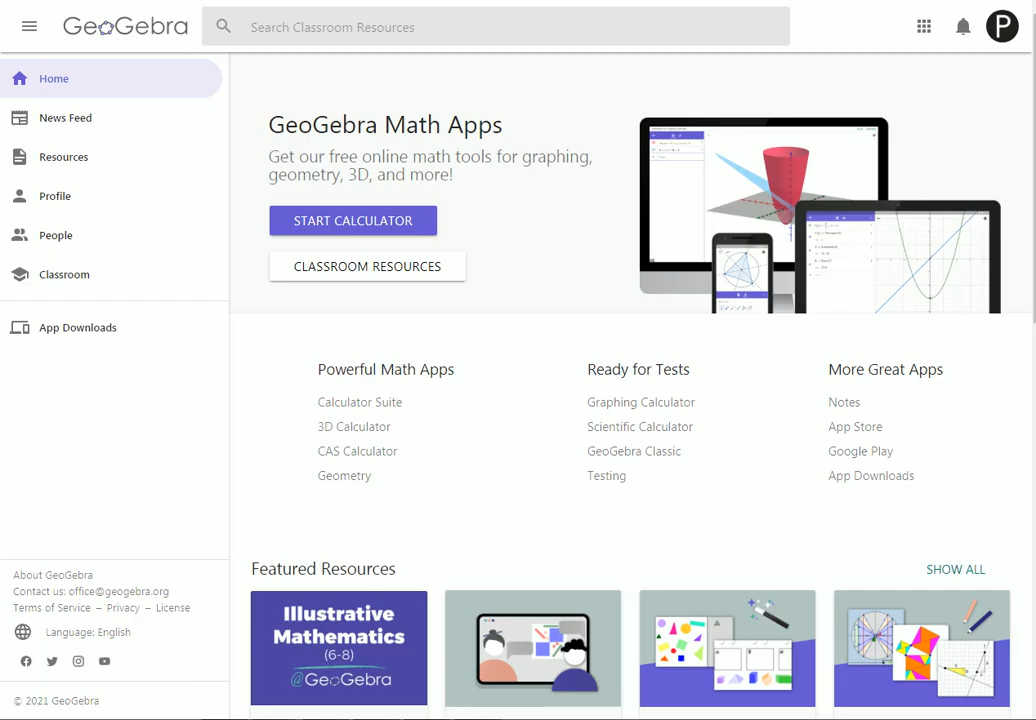 GeoGebra
Search Classroom Resources
P
Home
News Feed
Resources
Profile
People
Classroom
App Downloads
GeoGebra Math Apps
Get our free online math tools for graphing,
geometry, 3D, and more!
START CALCULATOR
CLASSROOM RESOURCES
Powerful Math Apps
Calculator Suite
3D Calculator
CAS Calculator
Geometry
Ready for Tests
Graphing Calculator
Scientific Calculator
GeoGebra Classic
Testing
More Great Apps
Notes
App Store
Google Play
App Downloads
Featured Resources
SHOW ALL
Illustrative
Mathematics
(6-8)
@GeoGebra
About GeoGebra
Contact us: office@geogebra.org
Terms of Service – Privacy – License
Language: English
© 2021 GeoGebra